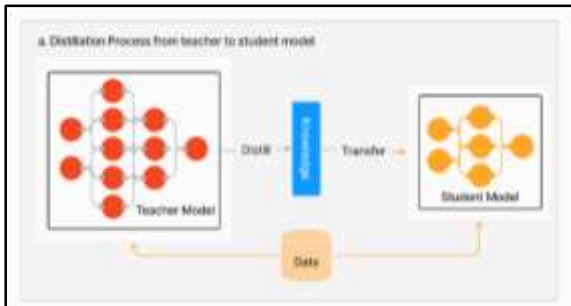 a. Distillation Process from teacher to student model
Distill
Knowledge
Transfer
Teacher Model
Student Model
Data